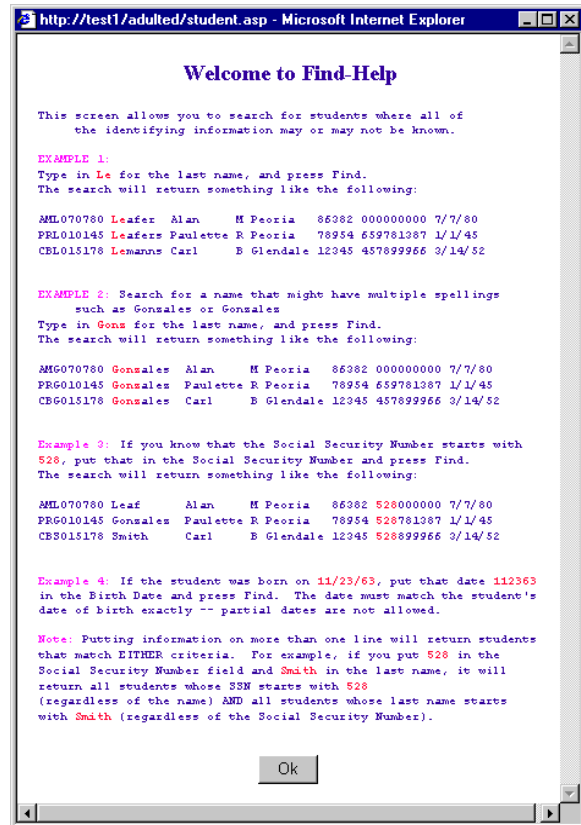 http://test1/adulted/student.asp - Microsoft Internet Explorer
Welcome to Find-Help
This screen allows you to search for students where all of
the identifying information may or may not be known.
EXAMPLE 1:
Type in Le for the last name, and press Find.
The search will return something like the following:
AML070780 Leafer Alan M Peoria 86382 000000000 7/7/80
PRL010145 Leafers Paulette R Peoria 78954 659781387 1/1/45
CBL015178 Lemanns Carl B Glendale 12345 457899966 3/14/52
EXAMPLE 2: Search for a name that might have multiple spellings
such as Gonzales or Gonsales
Type in Gons for the last name, and press Find.
The search will return something like the following:
AMG070780 Gonsales Alan M Peoria 86382 000000000 7/7/80
PRG010145 Gonsales Paulette R Peoria 78954 659781387 1/1/45
CBG015178 Gonsales Carl B Glendale 12345 457899966 3/14/52
Example 3: If you know that the Social Security Number starts with
528, put that in the Social Security Number and press Find.
The search will return something like the following:
AML070780 Leaf Alan M Peoria 86382 528000000 7/7/80
PRG010145 Gonsales Paulette R Peoria 78954 528781387 1/1/45
CBS015178 Smith Carl B Glendale 12345 528899966 3/14/52
Example 4: If the student was born on 11/23/63, put that date 112363
in the Birth Date and press Find. The date must match the student's
date of birth exactly -- partial dates are not allowed.
Note: Putting information on more than one line will return students
that match EITHER criteria. For example, if you put 528 in the
Social Security Number field and Smith in the last name, it will
return all students whose SSN starts with 528
(regardless of the name) AND all students whose last name starts
with Smith (regardless of the Social Security Number).
Ok